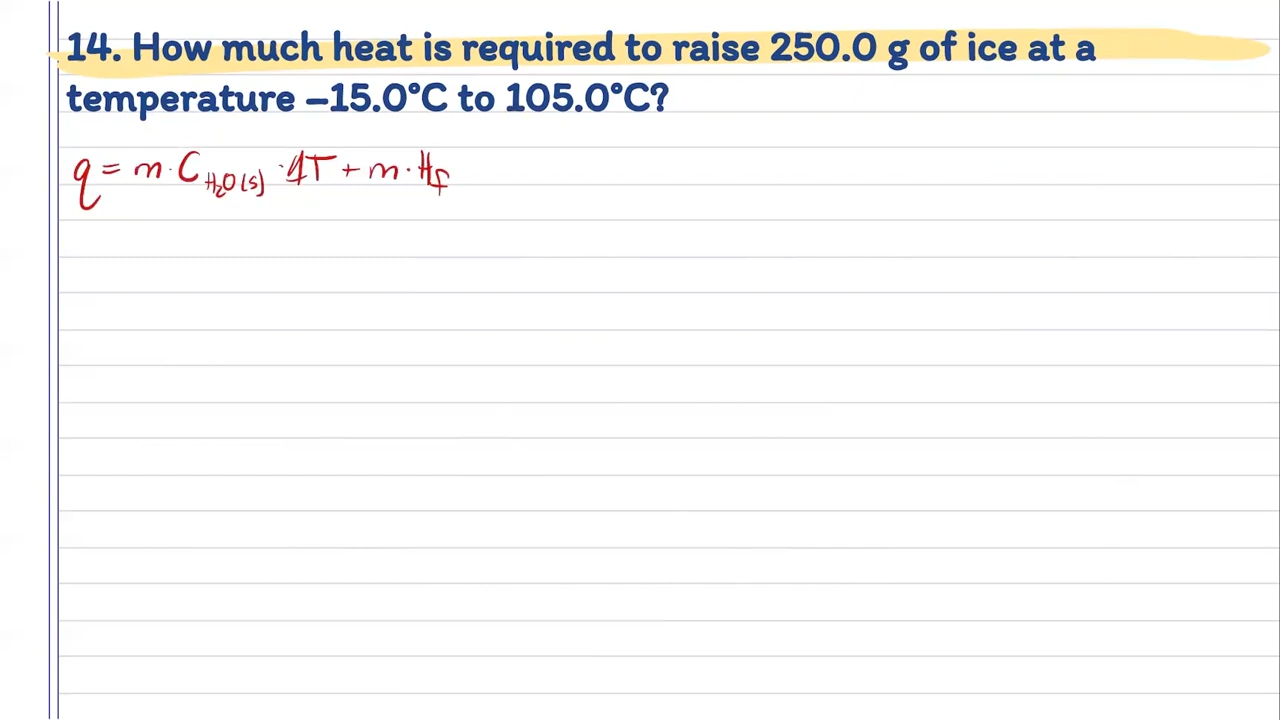 14. How much heat is required to raise 250.0 g of ice at a
temperature –15.0°C to 105.0°C?
q = m · C H₂O(s) · ΔT + m · H_f